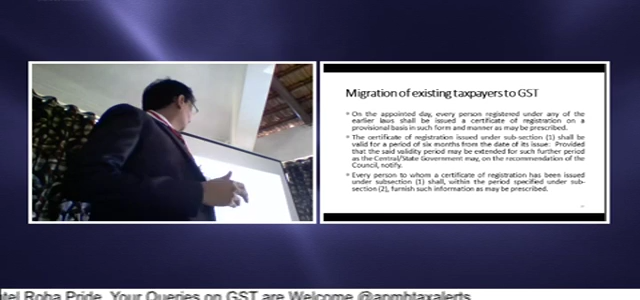 Migration of existing taxpayers to GST
On the appointed day, every person registered under any of the
earlier laws shall be issued a certificate of registration on a
provisional basis in such form and manner as may be prescribed.
The certificate of registration issued under sub-section (1) shall be
valid for a period of six months from the date of its issue: Provided
that the said validity period may be extended for such further period
as the Central/State Government may, on the recommendation of the
Council, notify.
Every person to whom a certificate of registration has been issued
under subsection (1) shall, within the period specified under sub-
section (2), furnish such information as may be prescribed.
Roha Pride. Your Queries on GST are Welcome @apmhtaxalerts